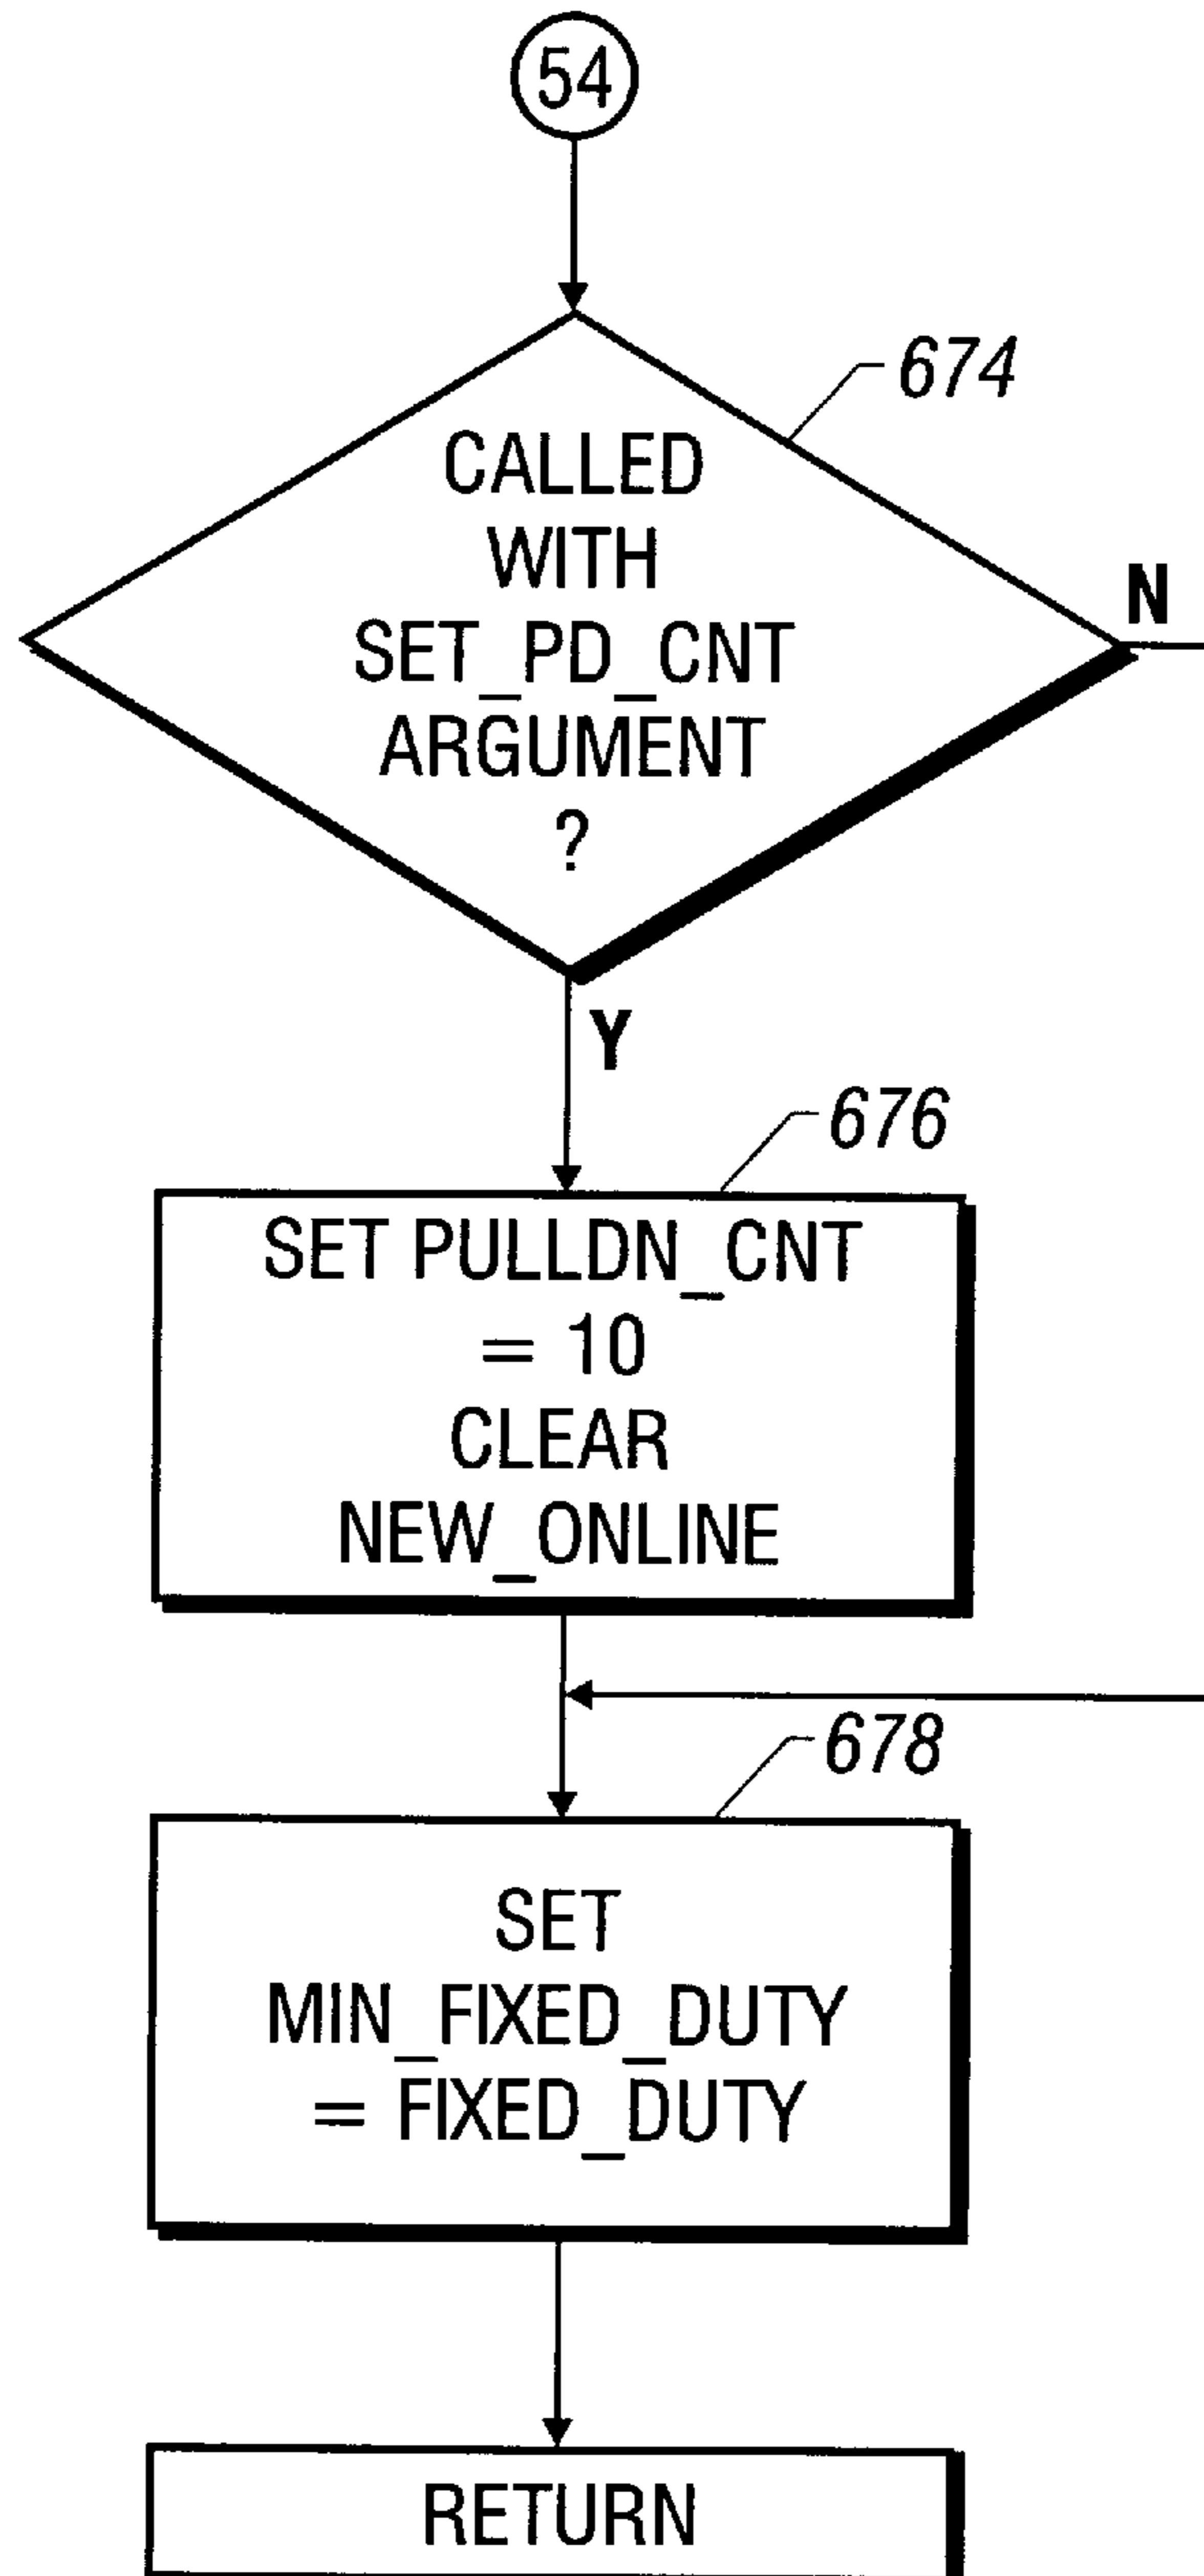 54
674
CALLED
WITH
SET_PD_CNT
ARGUMENT
?
N
Y
676
SET PULLDN_CNT
= 10
CLEAR
NEW_ONLINE
678
SET
MIN_FIXED_DUTY
= FIXED_DUTY
RETURN